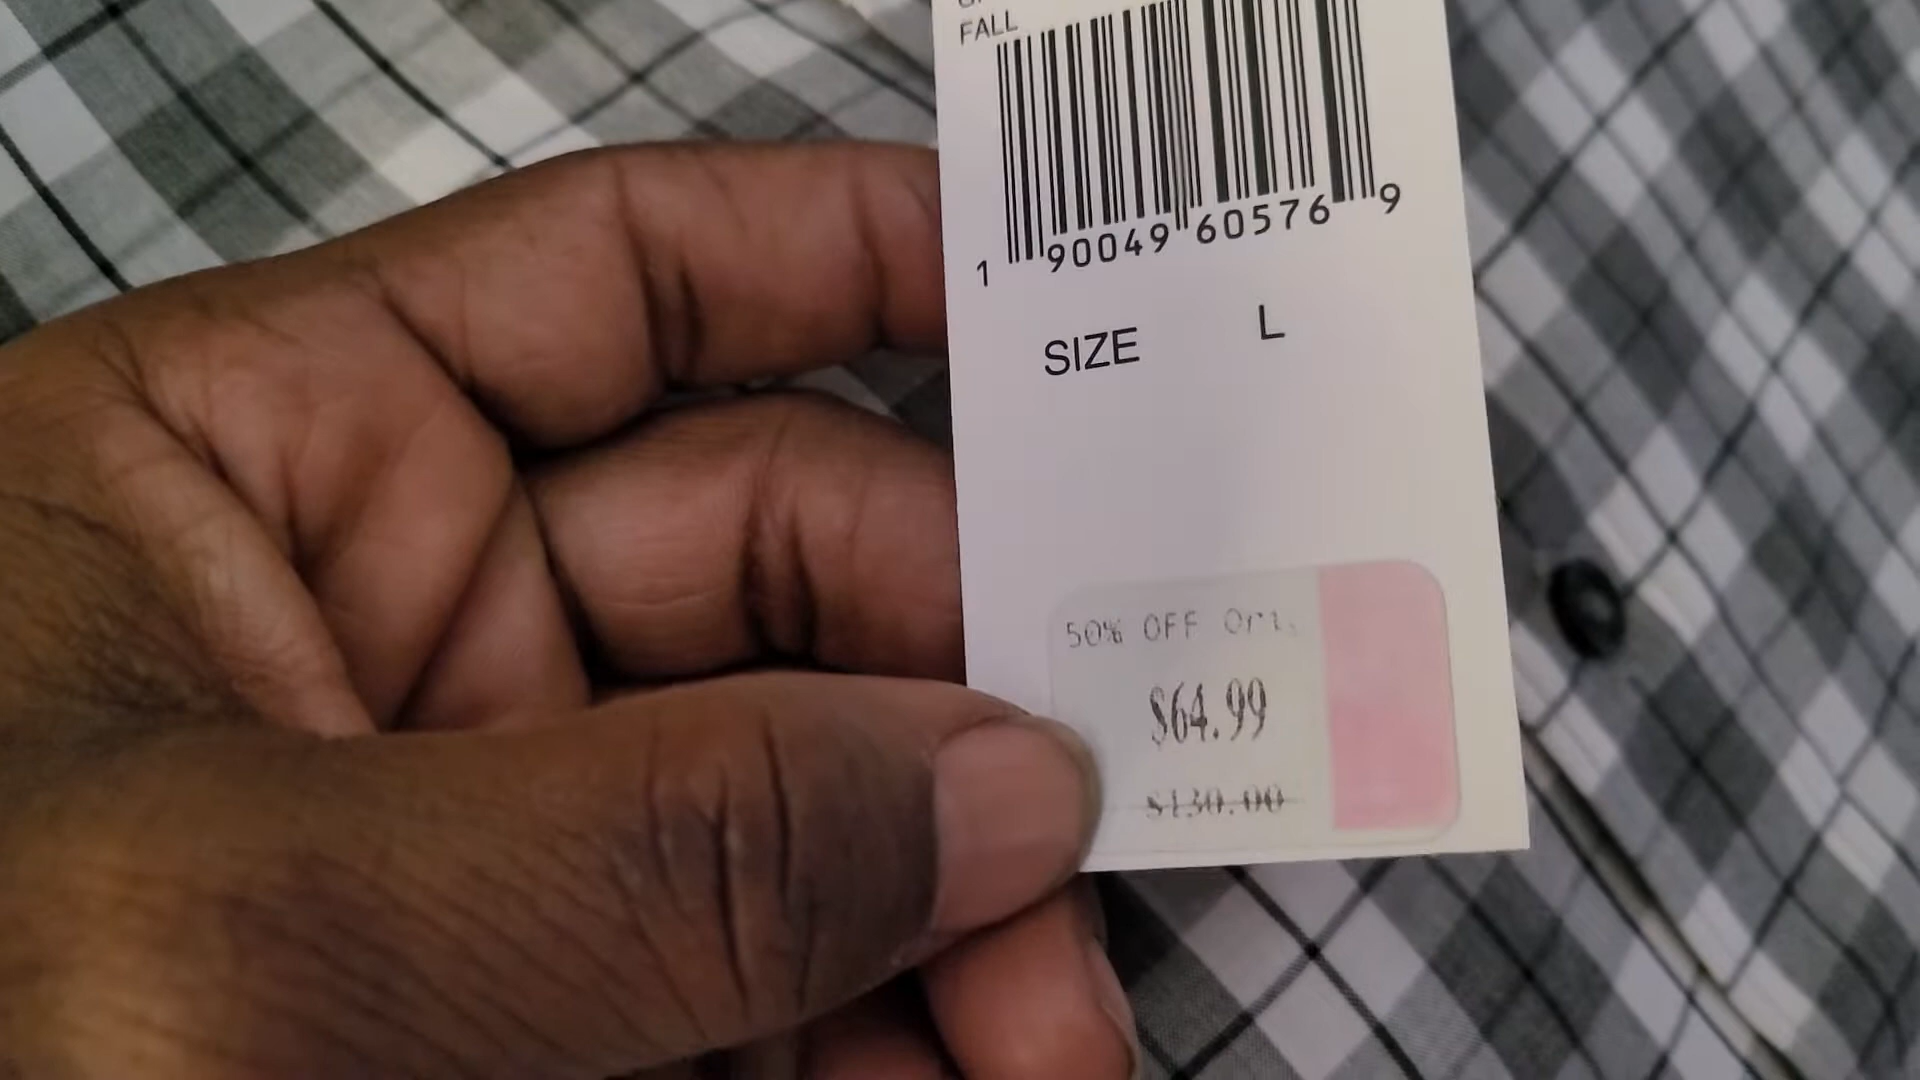 FALL
1 90049 60576 9
SIZE L
50% OFF Ori.
$64.99
$130.00